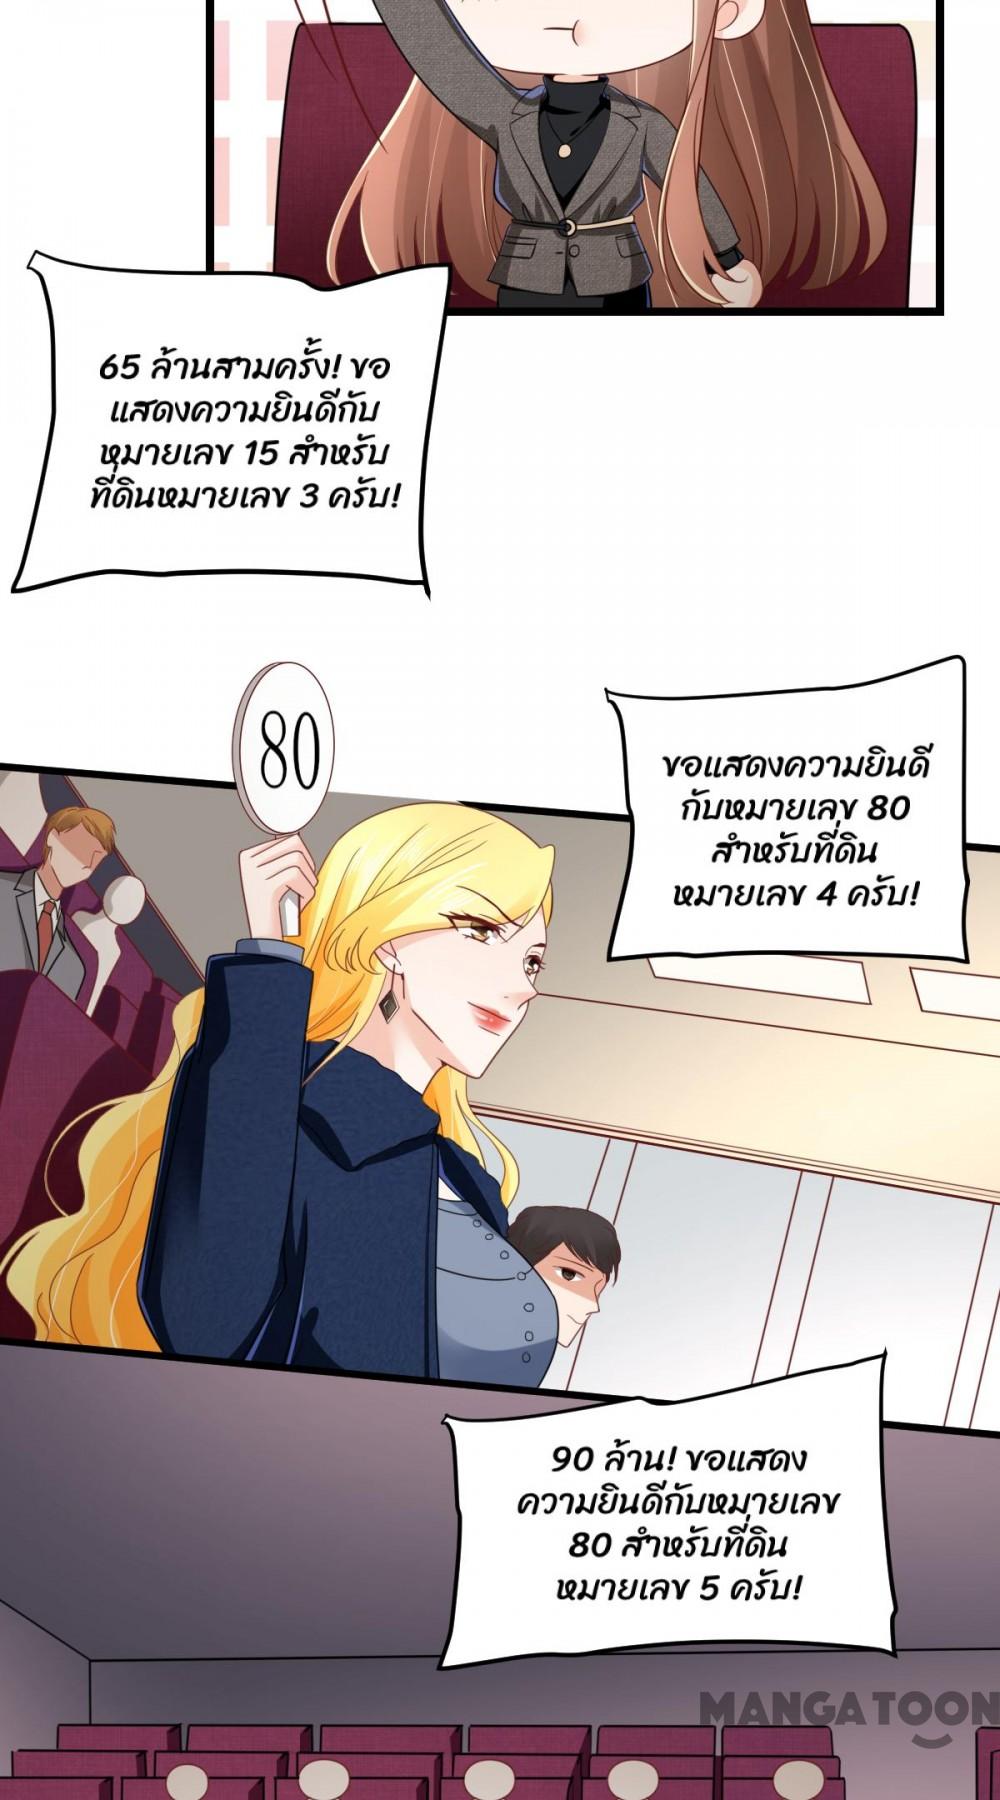 65 ล้านสามครั้ง! ขอ
แสดงความยินดีกับ
หมายเลข 15 สำหรับ
ที่ดินหมายเลข 3 ครับ!
80
ขอแสดงความยินดี
กับหมายเลข 80
สำหรับที่ดิน
หมายเลข 4 ครับ!
90 ล้าน! ขอแสดง
ความยินดีกับหมายเลข
80 สำหรับที่ดิน
หมายเลข 5 ครับ!
MANGATOON